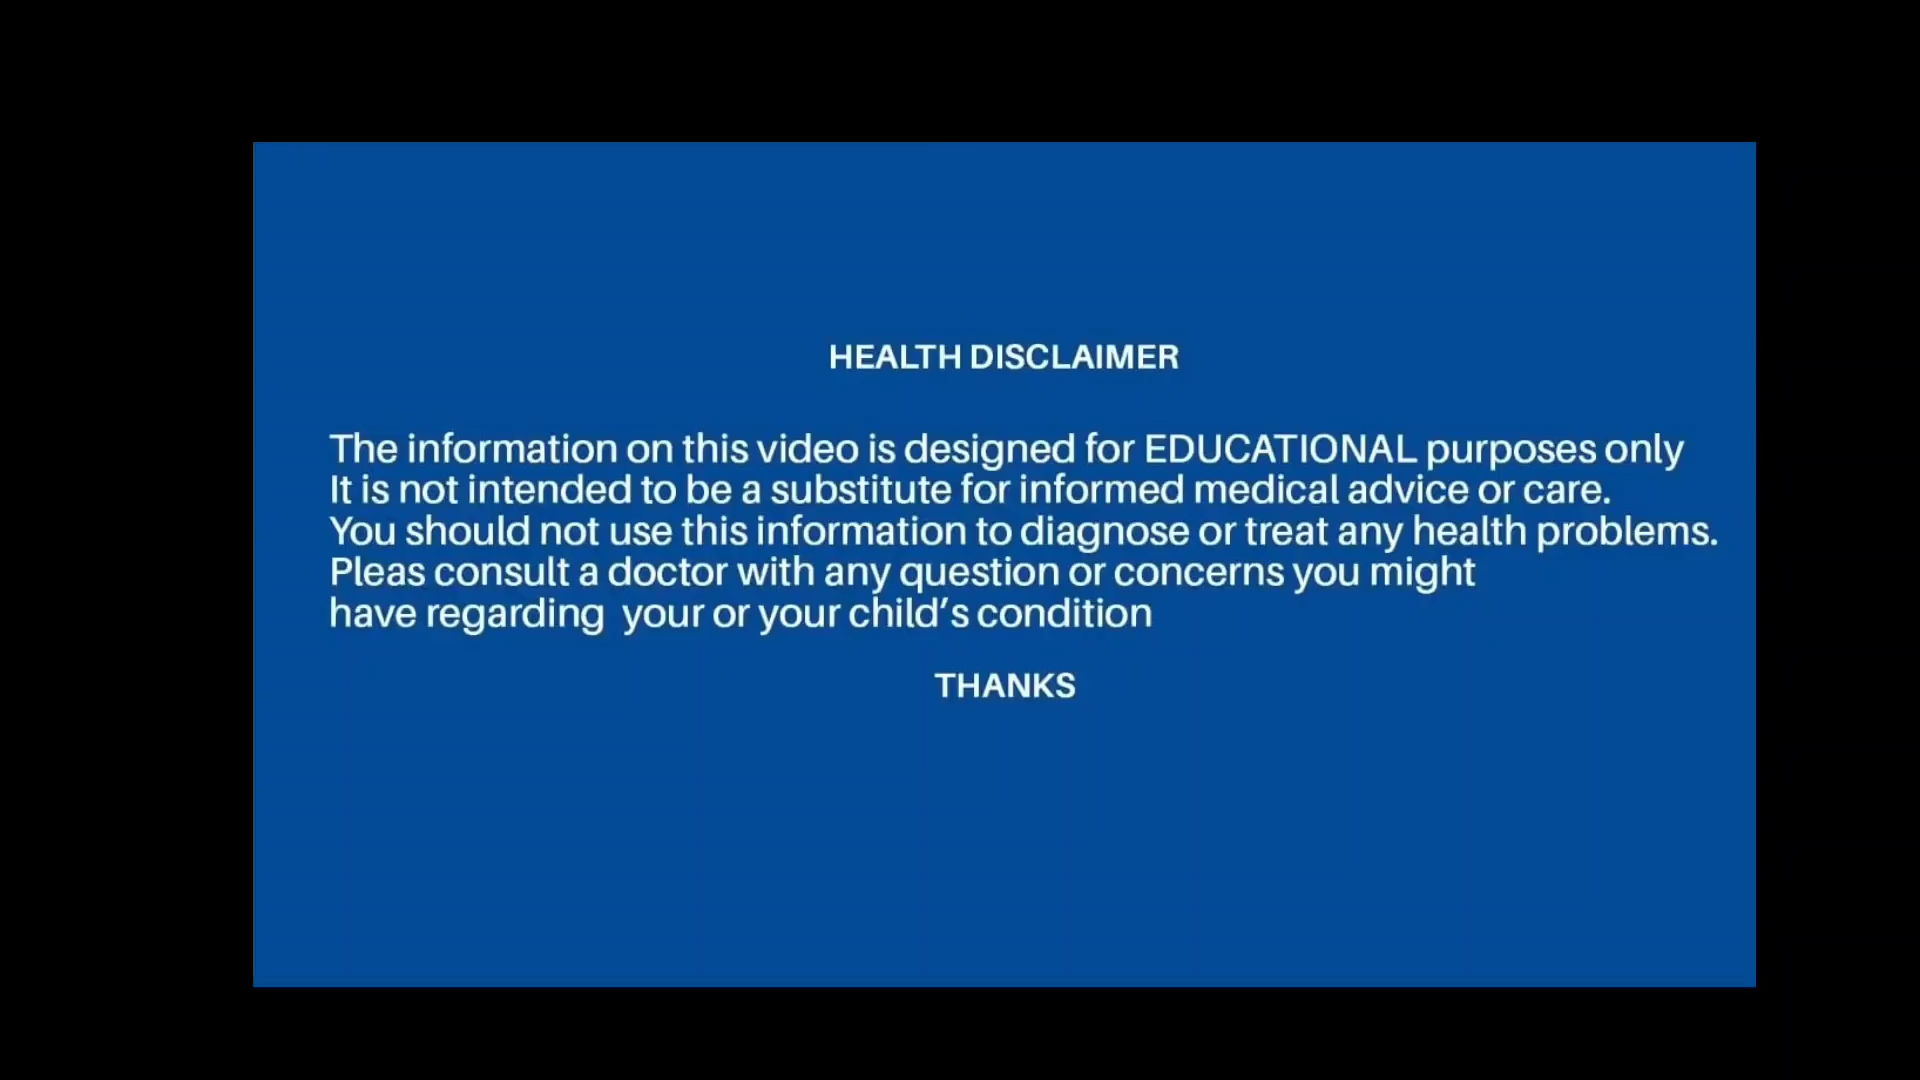 HEALTH DISCLAIMER
The information on this video is designed for EDUCATIONAL purposes only
It is not intended to be a substitute for informed medical advice or care.
You should not use this information to diagnose or treat any health problems.
Pleas consult a doctor with any question or concerns you might
have regarding  your or your child’s condition
THANKS